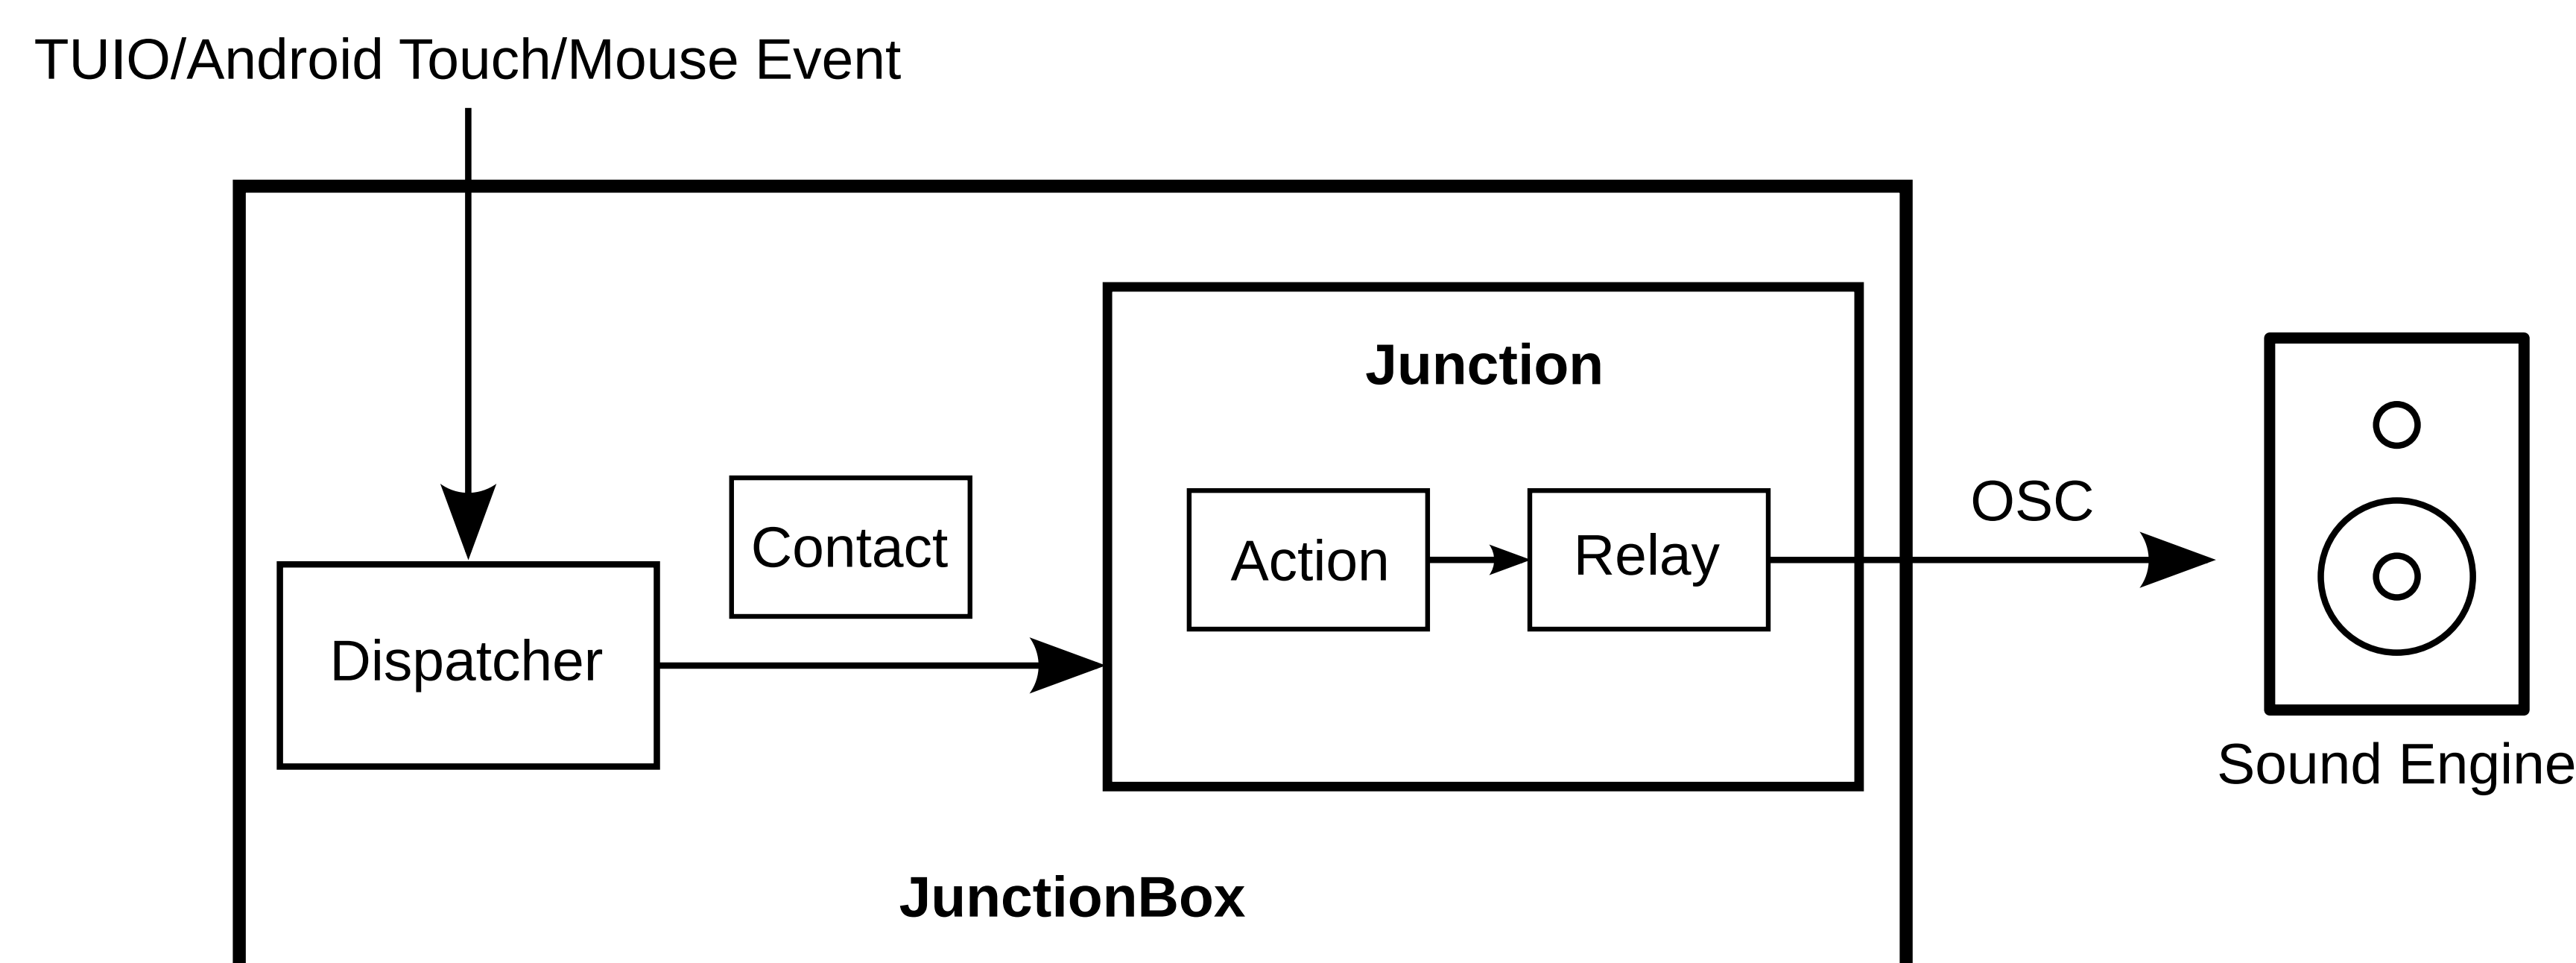 TUIO/Android Touch/Mouse Event
Junction
OSC
Contact
Action
Relay
Dispatcher
Sound Engine
JunctionBox